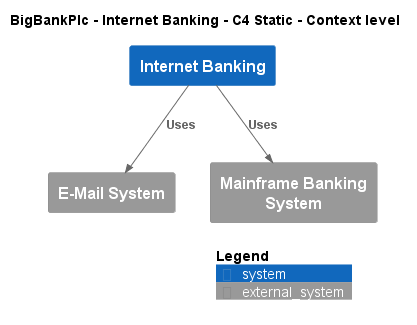 BigBankPlc - Internet Banking - C4 Static - Context level
Internet Banking
Uses
Uses
E-Mail System
Mainframe Banking
System
Legend
system
external_system